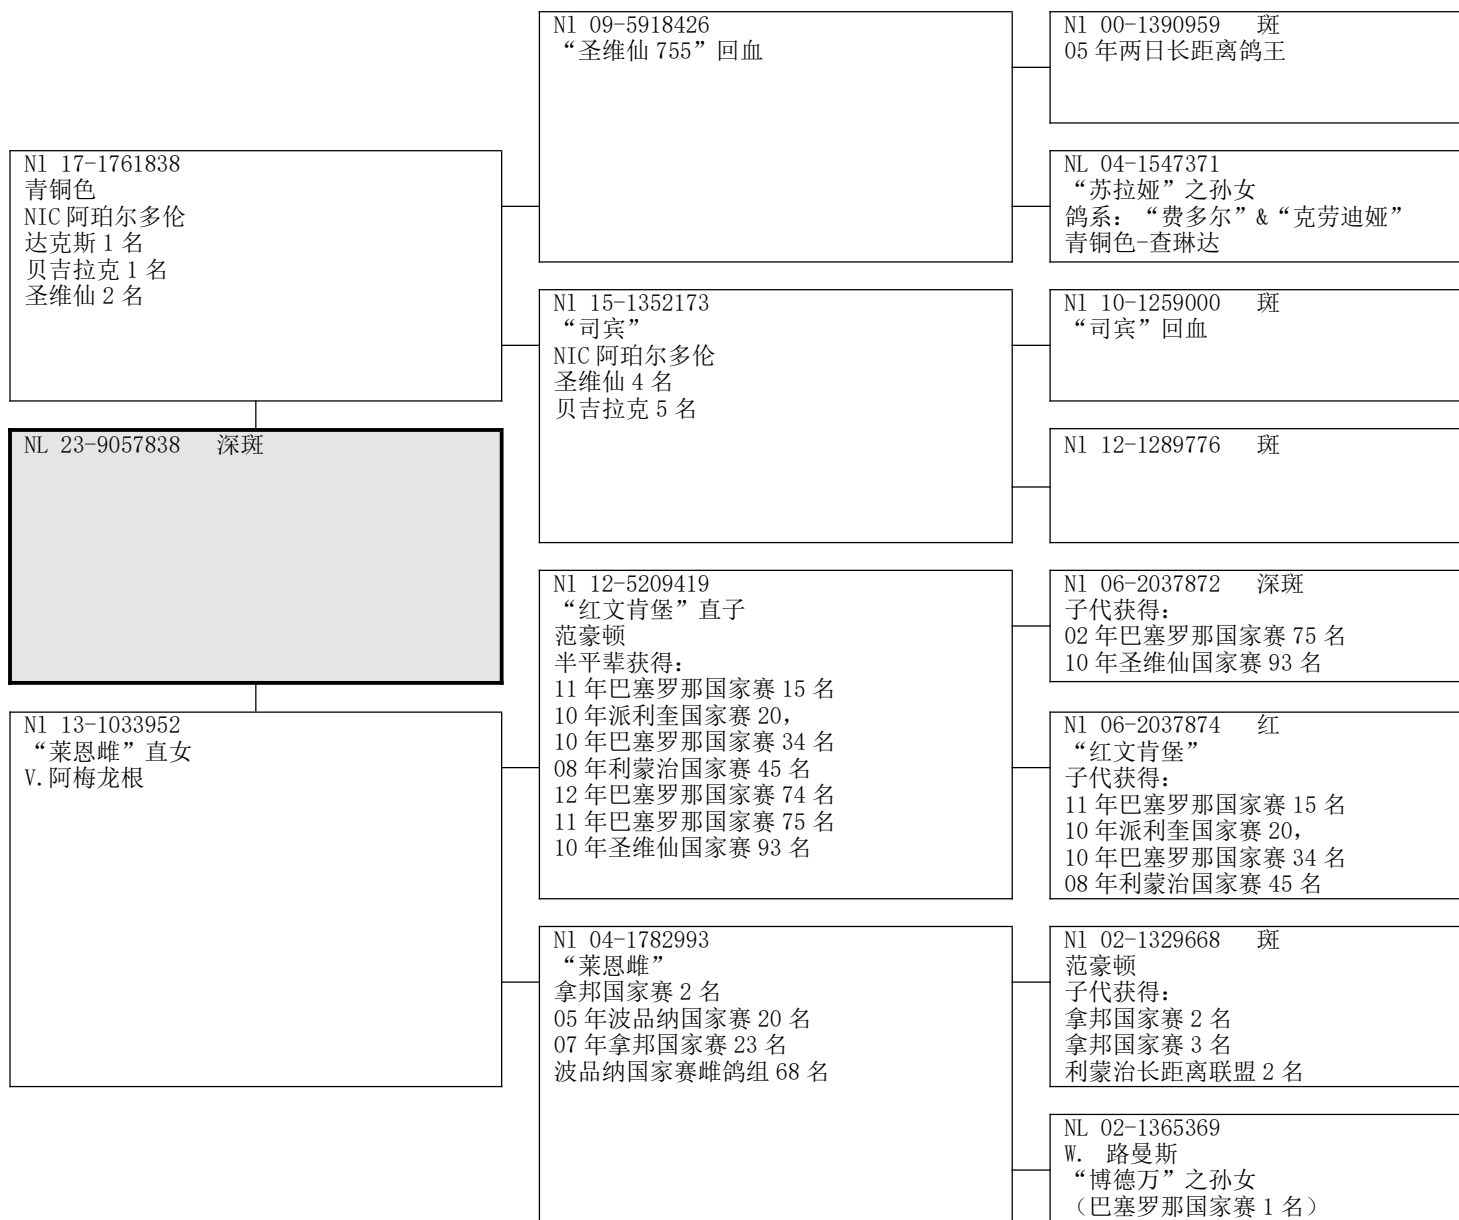 Nl 17-1761838
青铜色
NIC 阿珀尔多伦
达克斯 1 名
贝吉拉克 1 名
圣维仙 2 名
NL 23-9057838 深斑
Nl 13-1033952
“莱恩雌”直女
V.阿梅龙根
Nl 09-5918426
“圣维仙 755”回血
Nl 15-1352173
“司宾”
NIC 阿珀尔多伦
圣维仙 4 名
贝吉拉克 5 名
Nl 12-5209419
“红文肯堡”直子
范豪顿
半平辈获得:
11 年巴塞罗那国家赛 15 名
10 年派利奎国家赛 20,
10 年巴塞罗那国家赛 34 名
08 年利蒙治国家赛 45 名
12 年巴塞罗那国家赛 74 名
11 年巴塞罗那国家赛 75 名
10 年圣维仙国家赛 93 名
Nl 04-1782993
“莱恩雌”
拿邦国家赛 2 名
05 年波品纳国家赛 20 名
07 年拿邦国家赛 23 名
波品纳国家赛雌鸽组 68 名
Nl 00-1390959 斑
05 年两日长距离鸽王
NL 04-1547371
“苏拉娅”之孙女
鸽系: “费多尔”&“克劳迪娅”
青铜色-查琳达
Nl 10-1259000 斑
“司宾”回血
Nl 12-1289776 斑
Nl 06-2037872 深斑
子代获得:
02 年巴塞罗那国家赛 75 名
10 年圣维仙国家赛 93 名
Nl 06-2037874 红
“红文肯堡”
子代获得:
11 年巴塞罗那国家赛 15 名
10 年派利奎国家赛 20,
10 年巴塞罗那国家赛 34 名
08 年利蒙治国家赛 45 名
Nl 02-1329668 斑
范豪顿
子代获得:
拿邦国家赛 2 名
拿邦国家赛 3 名
利蒙治长距离联盟 2 名
NL 02-1365369
W. 路曼斯
“博德万”之孙女
(巴塞罗那国家赛 1 名)